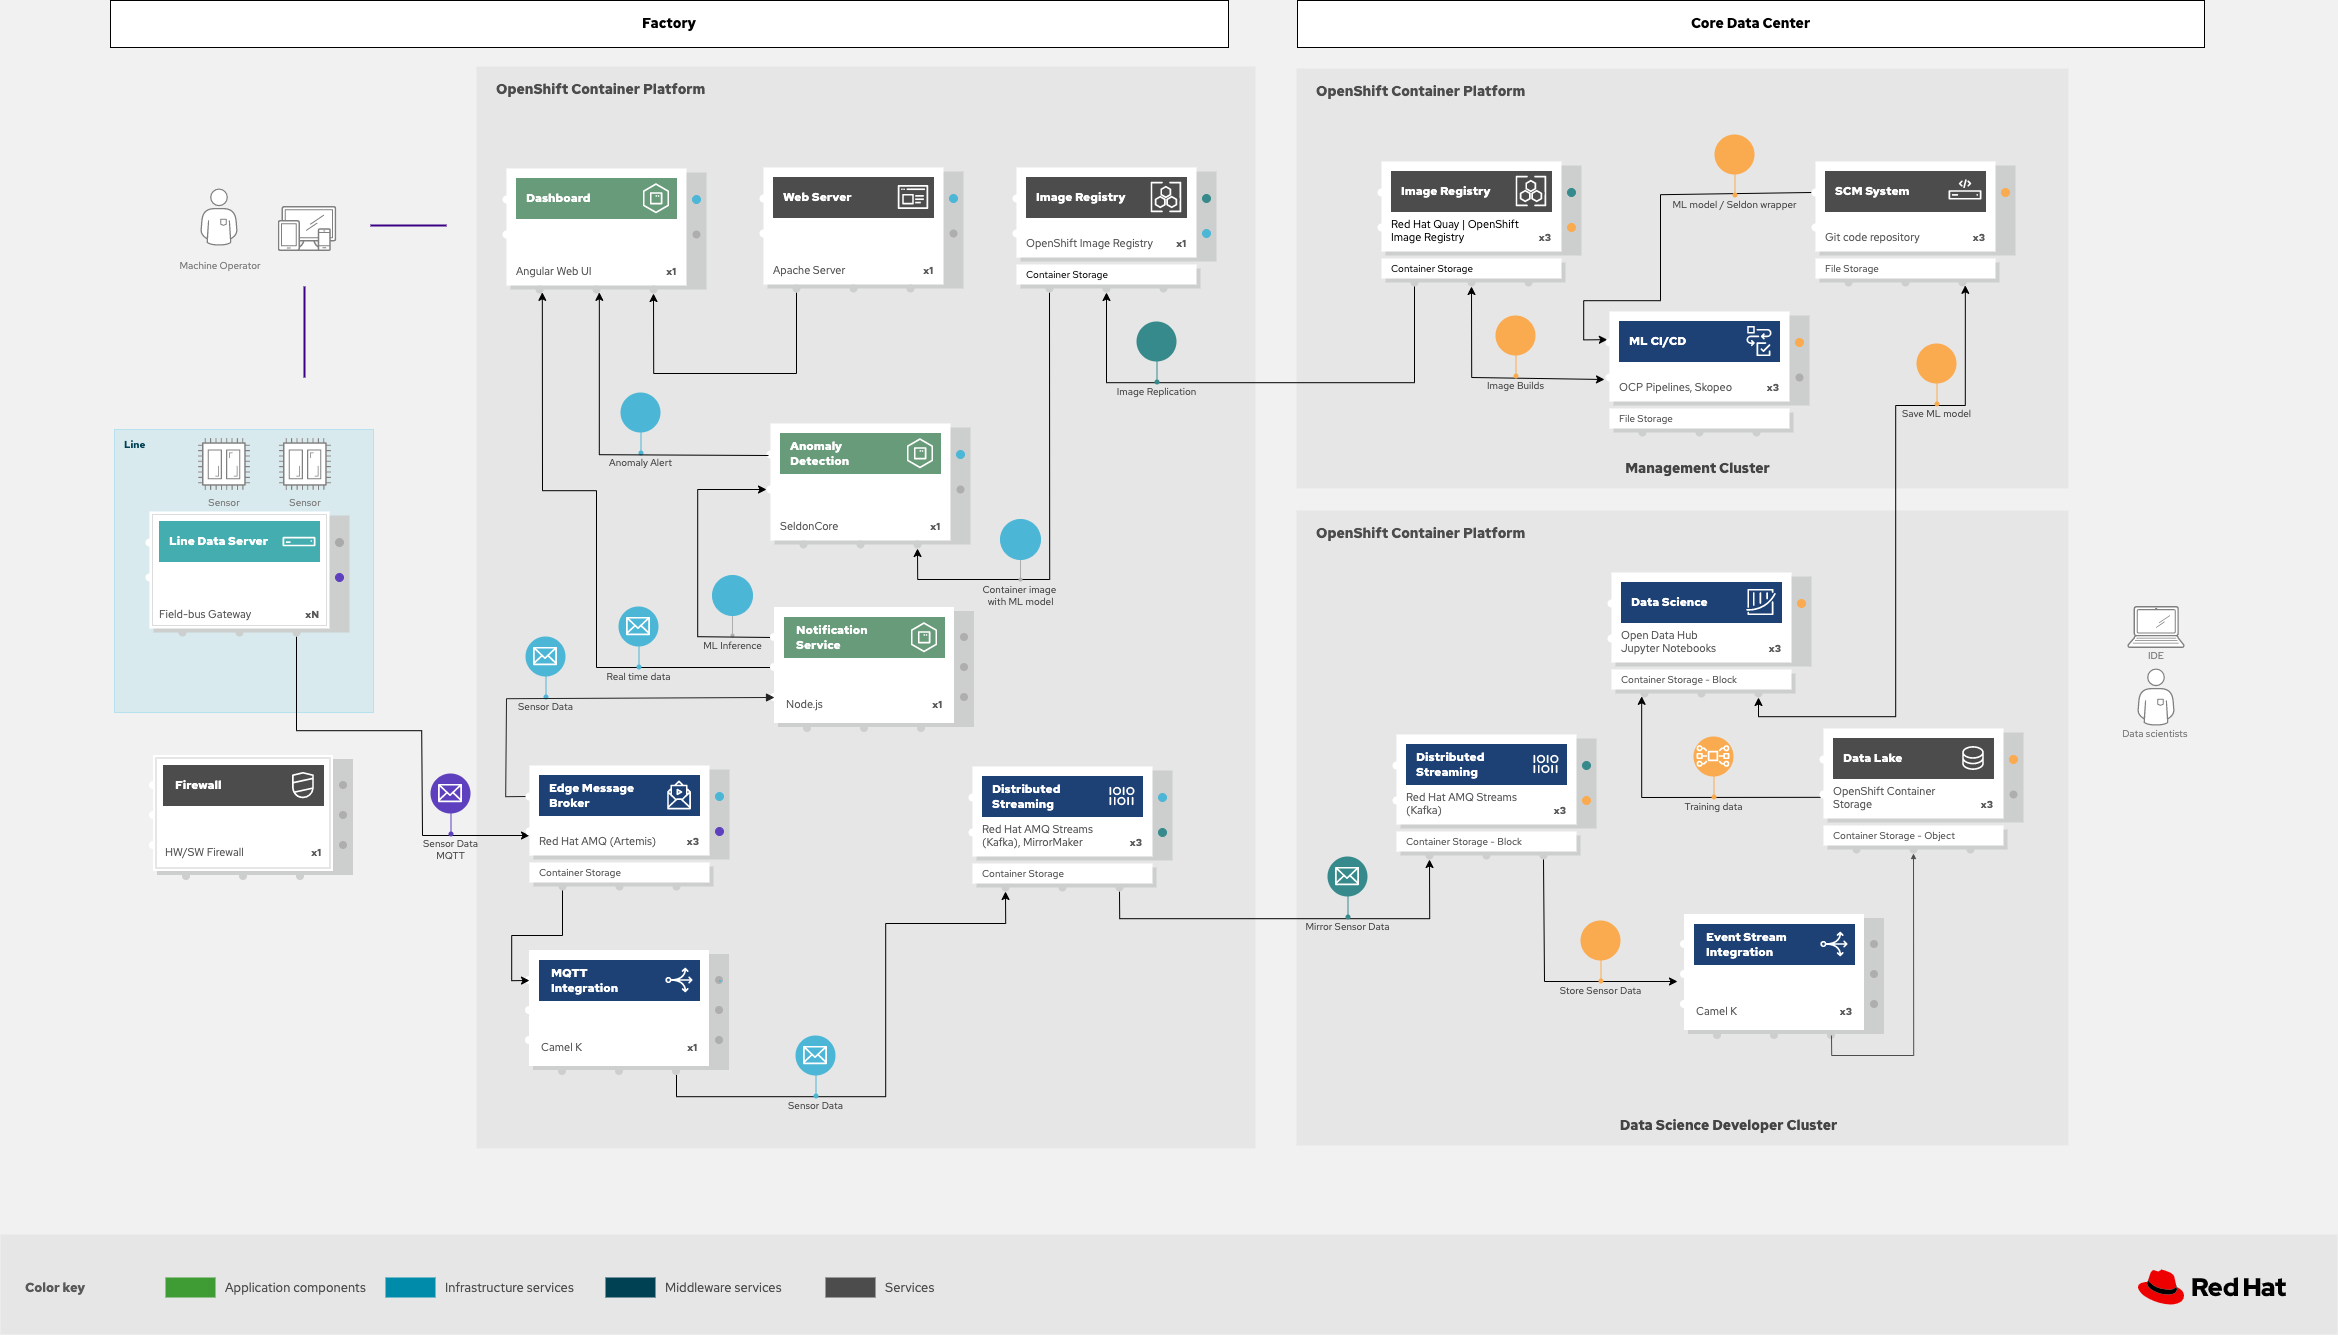 Factory
Core Data Center
OpenShift Container Platform
Dashboard
Angular Web UI
x1
Web Server
Apache Server
x1
Image Registry
OpenShift Image Registry
x1
Container Storage
Machine Operator
Image Replication
Anomaly Alert
Anomaly
Detection
SeldonCore
x1
Container image
with ML model
Line
Sensor
Sensor
Line Data Server
Field-bus Gateway
xN
ML Inference
Real time data
Sensor Data
Notification
Service
Node.js
x1
Firewall
HW/SW Firewall
x1
Sensor Data
MQTT
Edge Message
Broker
Red Hat AMQ (Artemis)
x3
Container Storage
Distributed
Streaming
IOIO
IIOII
Red Hat AMQ Streams
(Kafka), MirrorMaker
x3
Container Storage
MQTT
Integration
Camel K
x1
Sensor Data
OpenShift Container Platform
Image Registry
Red Hat Quay | OpenShift
Image Registry
x3
Container Storage
ML model / Seldon wrapper
SCM System
Git code repository
x3
File Storage
ML CI/CD
OCP Pipelines, Skopeo
x3
File Storage
Image Builds
Save ML model
Management Cluster
OpenShift Container Platform
Data Science
Open Data Hub
Jupyter Notebooks
x3
Container Storage - Block
IDE
Data scientists
Distributed
Streaming
IOIO
IIOII
Red Hat AMQ Streams
(Kafka)
x3
Container Storage - Block
Training data
Data Lake
OpenShift Container
Storage
x3
Container Storage - Object
Mirror Sensor Data
Store Sensor Data
Event Stream
Integration
Camel K
x3
Data Science Developer Cluster
Color key
Application components
Infrastructure services
Middleware services
Services
Red Hat